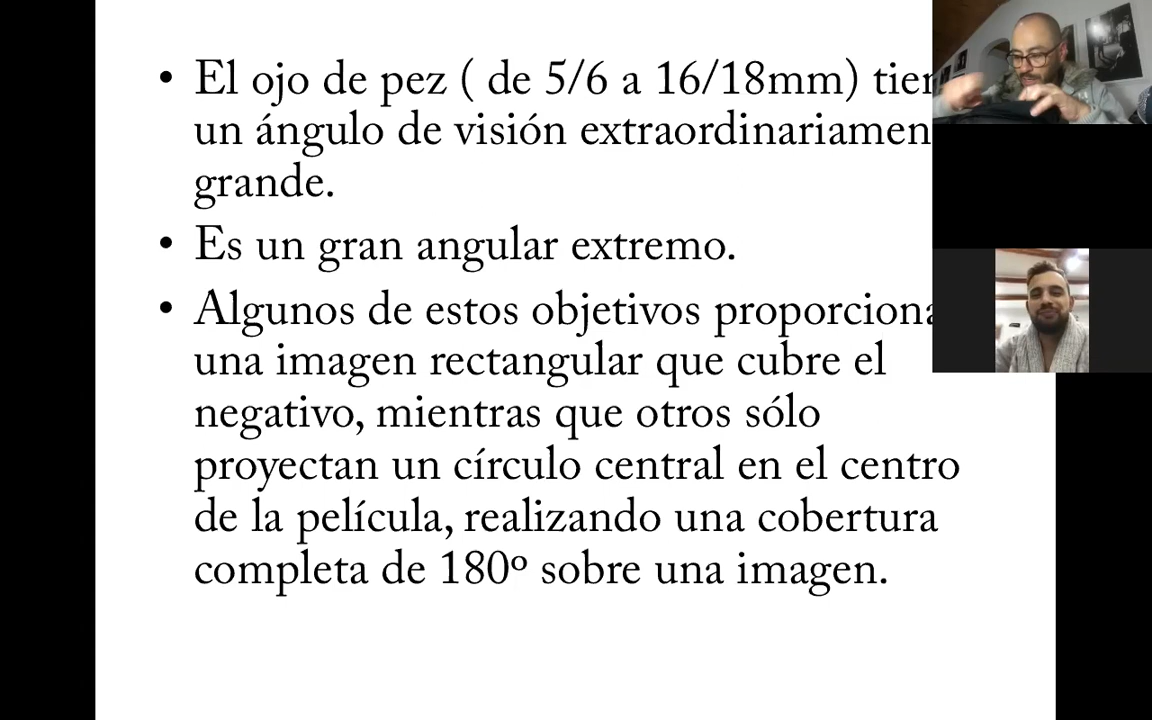 • El ojo de pez ( de 5/6 a 16/18mm)
un ángulo de visión
grande.
• Es un gran angular extremo.
• Algunos de estos objetivos
una imagen rectangular que cubre el
negativo, mientras que otros sólo
proyectan un círculo central en el centro
de la película, realizando una cobertura
completa de 180º sobre una imagen.